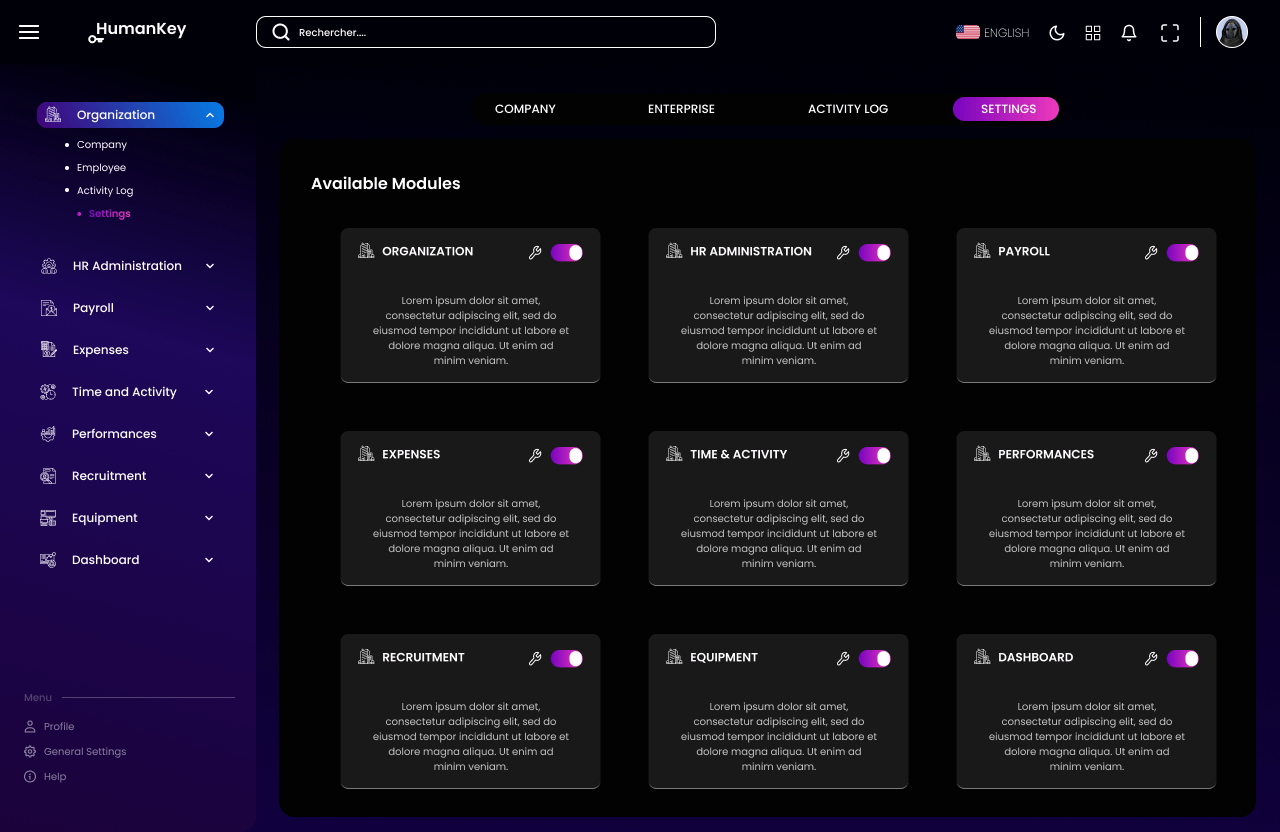 HumanKey
Rechercher....
ENGLISH
Organization
Company
Employee
Activity Log
Settings
HR Administration
Payroll
Expenses
Time and Activity
Performances
Recruitment
Equipment
Dashboard
Menu
Profile
General Settings
Help
COMPANY ENTERPRISE ACTIVITY LOG SETTINGS
Available Modules
ORGANIZATION
Lorem ipsum dolor sit amet,
consectetur adipiscing elit, sed do
eiusmod tempor incididunt ut labore et
dolore magna aliqua. Ut enim ad
minim veniam.
HR ADMINISTRATION
Lorem ipsum dolor sit amet,
consectetur adipiscing elit, sed do
eiusmod tempor incididunt ut labore et
dolore magna aliqua. Ut enim ad
minim veniam.
PAYROLL
Lorem ipsum dolor sit amet,
consectetur adipiscing elit, sed do
eiusmod tempor incididunt ut labore et
dolore magna aliqua. Ut enim ad
minim veniam.
EXPENSES
Lorem ipsum dolor sit amet,
consectetur adipiscing elit, sed do
eiusmod tempor incididunt ut labore et
dolore magna aliqua. Ut enim ad
minim veniam.
TIME & ACTIVITY
Lorem ipsum dolor sit amet,
consectetur adipiscing elit, sed do
eiusmod tempor incididunt ut labore et
dolore magna aliqua. Ut enim ad
minim veniam.
PERFORMANCES
Lorem ipsum dolor sit amet,
consectetur adipiscing elit, sed do
eiusmod tempor incididunt ut labore et
dolore magna aliqua. Ut enim ad
minim veniam.
RECRUITMENT
Lorem ipsum dolor sit amet,
consectetur adipiscing elit, sed do
eiusmod tempor incididunt ut labore et
dolore magna aliqua. Ut enim ad
minim veniam.
EQUIPMENT
Lorem ipsum dolor sit amet,
consectetur adipiscing elit, sed do
eiusmod tempor incididunt ut labore et
dolore magna aliqua. Ut enim ad
minim veniam.
DASHBOARD
Lorem ipsum dolor sit amet,
consectetur adipiscing elit, sed do
eiusmod tempor incididunt ut labore et
dolore magna aliqua. Ut enim ad
minim veniam.